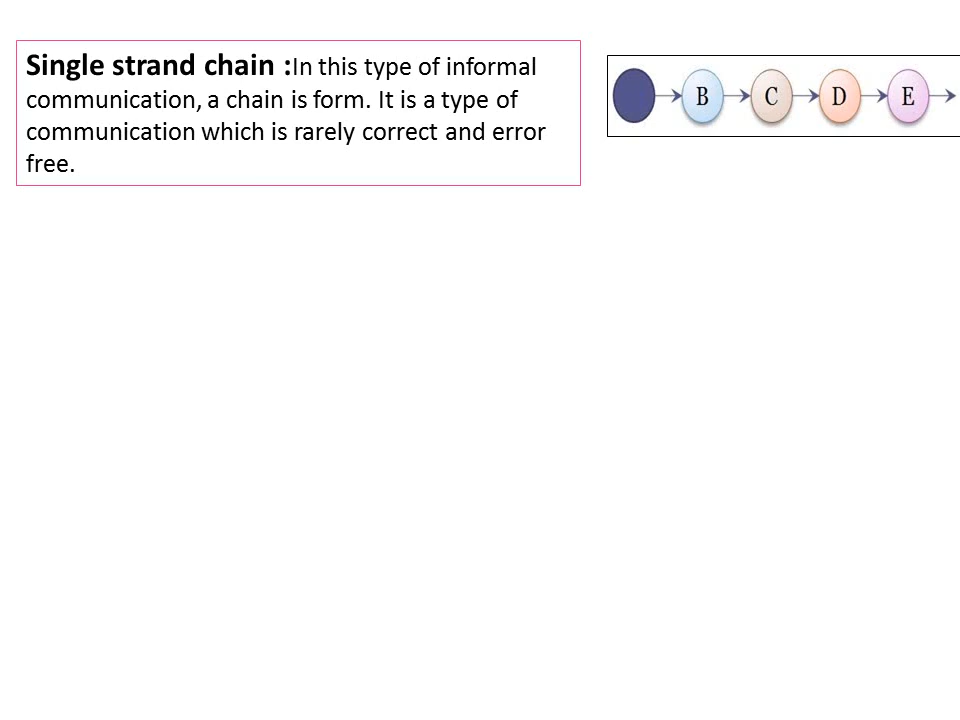 Single strand chain :In this type of informal
communication, a chain is form. It is a type of
communication which is rarely correct and error
free.
B C D E